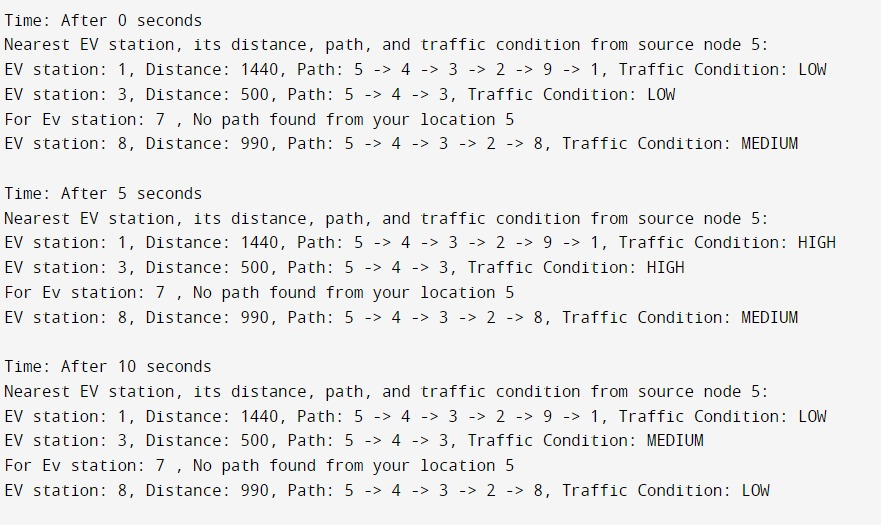 Time: After 0 seconds
Nearest EV station, its distance, path, and traffic condition from source node 5:
EV station: 1, Distance: 1440, Path: 5 -> 4 -> 3 -> 2 -> 9 -> 1, Traffic Condition: LOW
EV station: 3, Distance: 500, Path: 5 -> 4 -> 3, Traffic Condition: LOW
For Ev station: 7 , No path found from your location 5
EV station: 8, Distance: 990, Path: 5 -> 4 -> 3 -> 2 -> 8, Traffic Condition: MEDIUM
Time: After 5 seconds
Nearest EV station, its distance, path, and traffic condition from source node 5:
EV station: 1, Distance: 1440, Path: 5 -> 4 -> 3 -> 2 -> 9 -> 1, Traffic Condition: HIGH
EV station: 3, Distance: 500, Path: 5 -> 4 -> 3, Traffic Condition: HIGH
For Ev station: 7 , No path found from your location 5
EV station: 8, Distance: 990, Path: 5 -> 4 -> 3 -> 2 -> 8, Traffic Condition: MEDIUM
Time: After 10 seconds
Nearest EV station, its distance, path, and traffic condition from source node 5:
EV station: 1, Distance: 1440, Path: 5 -> 4 -> 3 -> 2 -> 9 -> 1, Traffic Condition: LOW
EV station: 3, Distance: 500, Path: 5 -> 4 -> 3, Traffic Condition: MEDIUM
For Ev station: 7 , No path found from your location 5
EV station: 8, Distance: 990, Path: 5 -> 4 -> 3 -> 2 -> 8, Traffic Condition: LOW